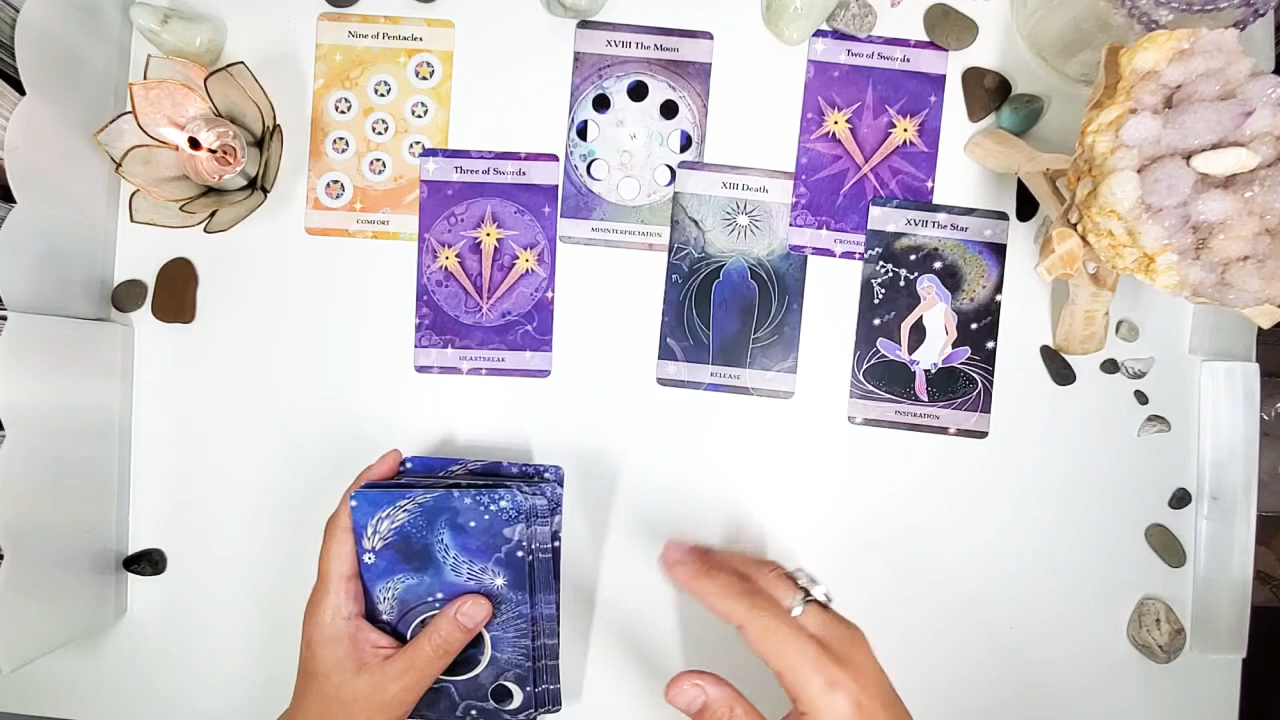 Nine of Pentacles
COMFORT
Three of Swords
HEARTBREAK
XVIII The Moon
MISINTERPRETATION
XIII Death
RELEASE
Two of Swords
CROSSRO
XVII The Star
INSPIRATION